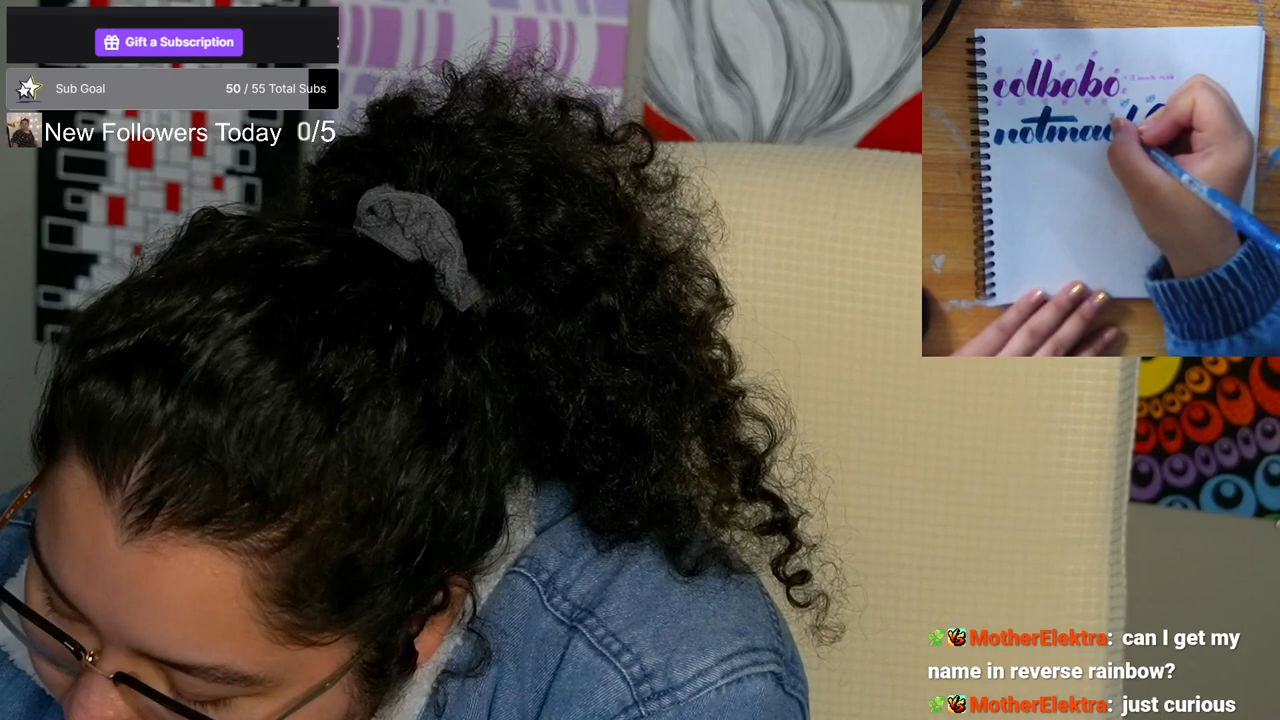 Gift a Subscription
Sub Goal
50 / 55 Total Subs
New Followers Today 0/5
colbobo
MotherElektra: can I get my
name in reverse rainbow?
MotherElektra: just curious